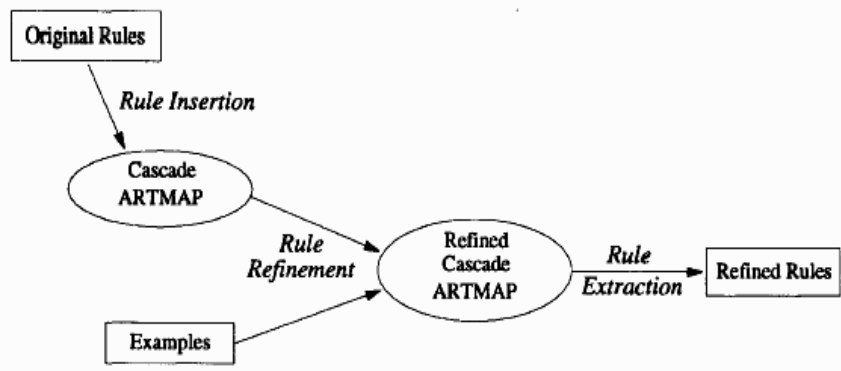 Original Rules
Rule Insertion
Cascade
ARTMAP
Rule
Refinement
Refined
Cascade
ARTMAP
Rule
Extraction
Refined Rules
Examples